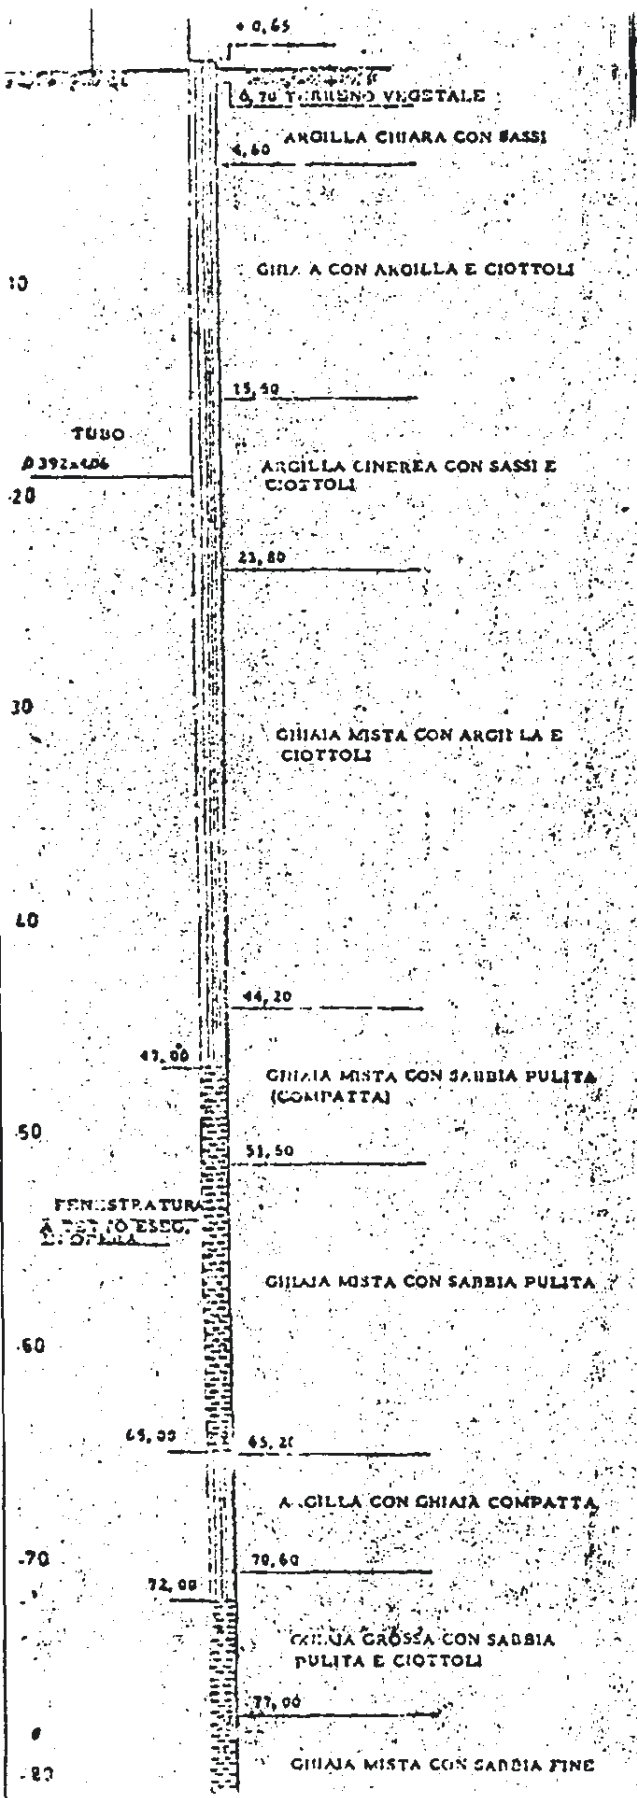 + 0,65
0,70 TERRENO VEGETALE
ARGILLA CHIARA CON SASSI
4,60
GHIAIA CON ARGILLA E CIOTTOLI
10
15,50
TUBO
Ø 392x406
ARGILLA CINEREA CON SASSI E
CIOTTOLI
-20
23,80
30
GHIAIA MISTA CON ARGILLA E
CIOTTOLI
40
44,20
47,00
GHIAIA MISTA CON SABBIA PULITA
(COMPATTA)
-50
51,50
FENESTRATURA
GHIAIA MISTA CON SABBIA PULITA
-60
65,00
65,20
ARGILLA CON GHIAIA COMPATTA
-70
70,60
72,00
GHIAIA GROSSA CON SABBIA
PULITA E CIOTTOLI
77,00
GHIAIA MISTA CON SABBIA FINE
-80